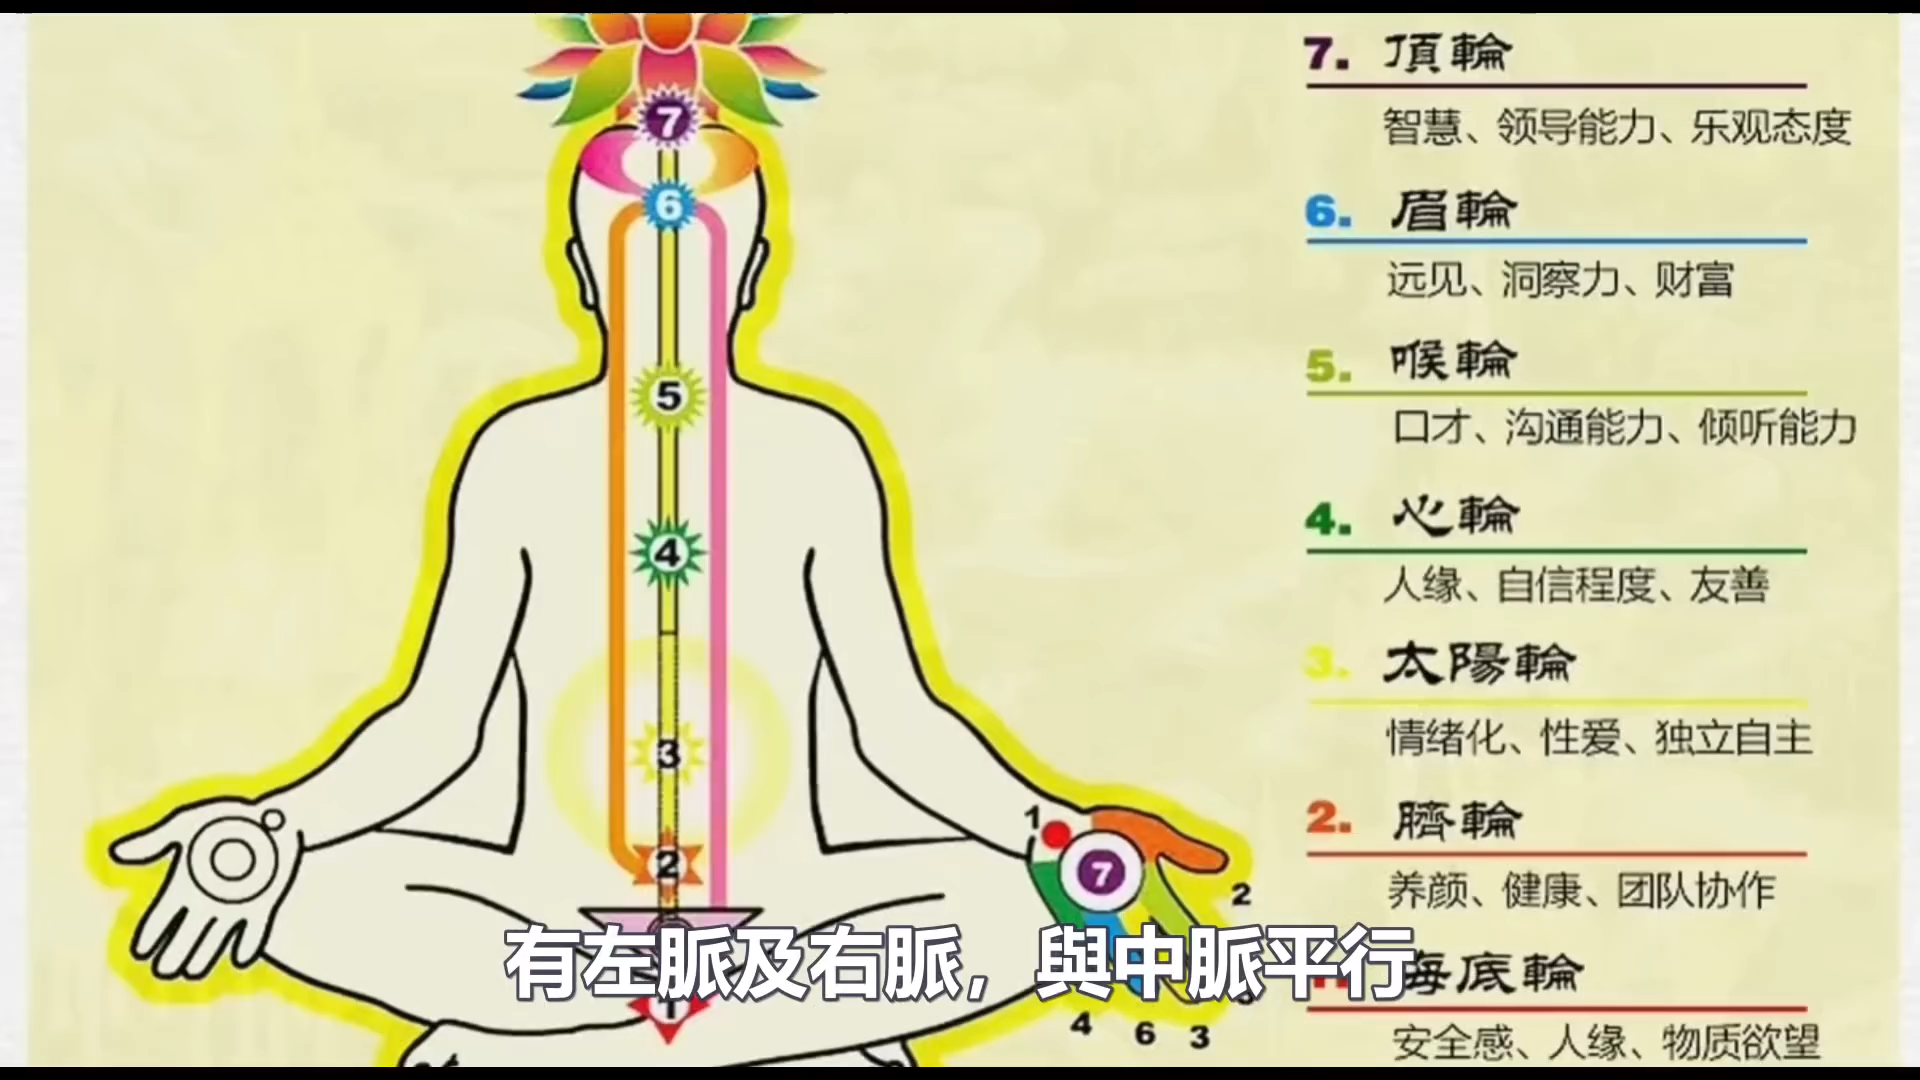 7. 頂輪
智慧、领导能力、乐观态度
6. 眉輪
远见、洞察力、财富
5. 喉輪
口才、沟通能力、倾听能力
4. 心輪
人缘、自信程度、友善
3. 太陽輪
情绪化、性爱、独立自主
2. 臍輪
养颜、健康、团队协作
海底輪
安全感、人缘、物质欲望
7
6
5
4
3
2
1
1
7
2
4
6
3
有左脈及右脈，與中脈平行